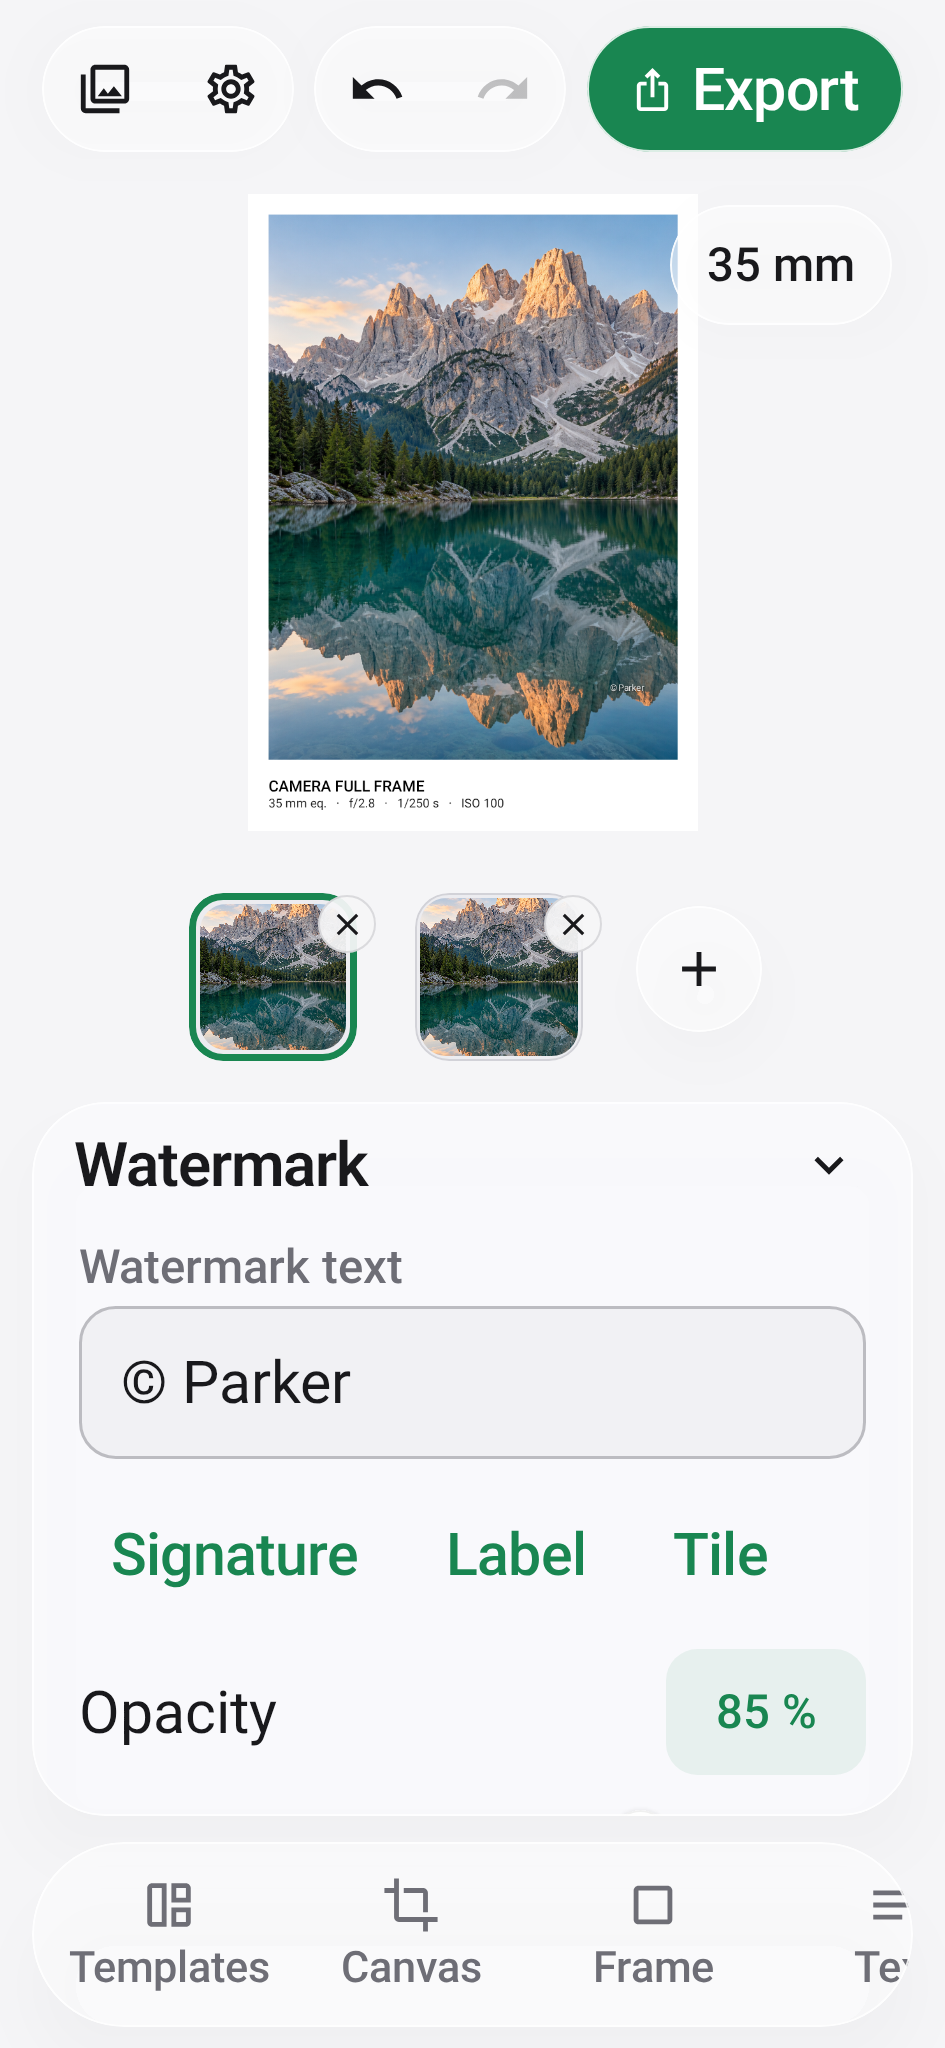 Export
35 mm
© Parker
CAMERA FULL FRAME
35 mm eq. · f/2.8 · 1/250 s · ISO 100
Watermark
Watermark text
© Parker
Signature Label Tile
Opacity 85 %
Templates Canvas Frame